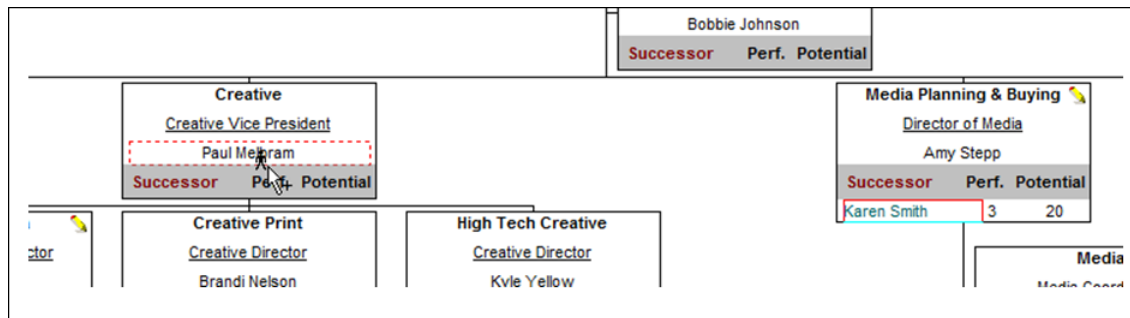 Bobbie Johnson
Successor Perf. Potential
Creative
Creative Vice President
Paul
Successor Perf. Potential
Media Planning & Buying
Director of Media
Amy Stepp
Successor Perf. Potential
Karen Smith 3 20
Creative Print
Creative Director
Brandi Nelson
High Tech Creative
Creative Director
Kyle Yellow
Media